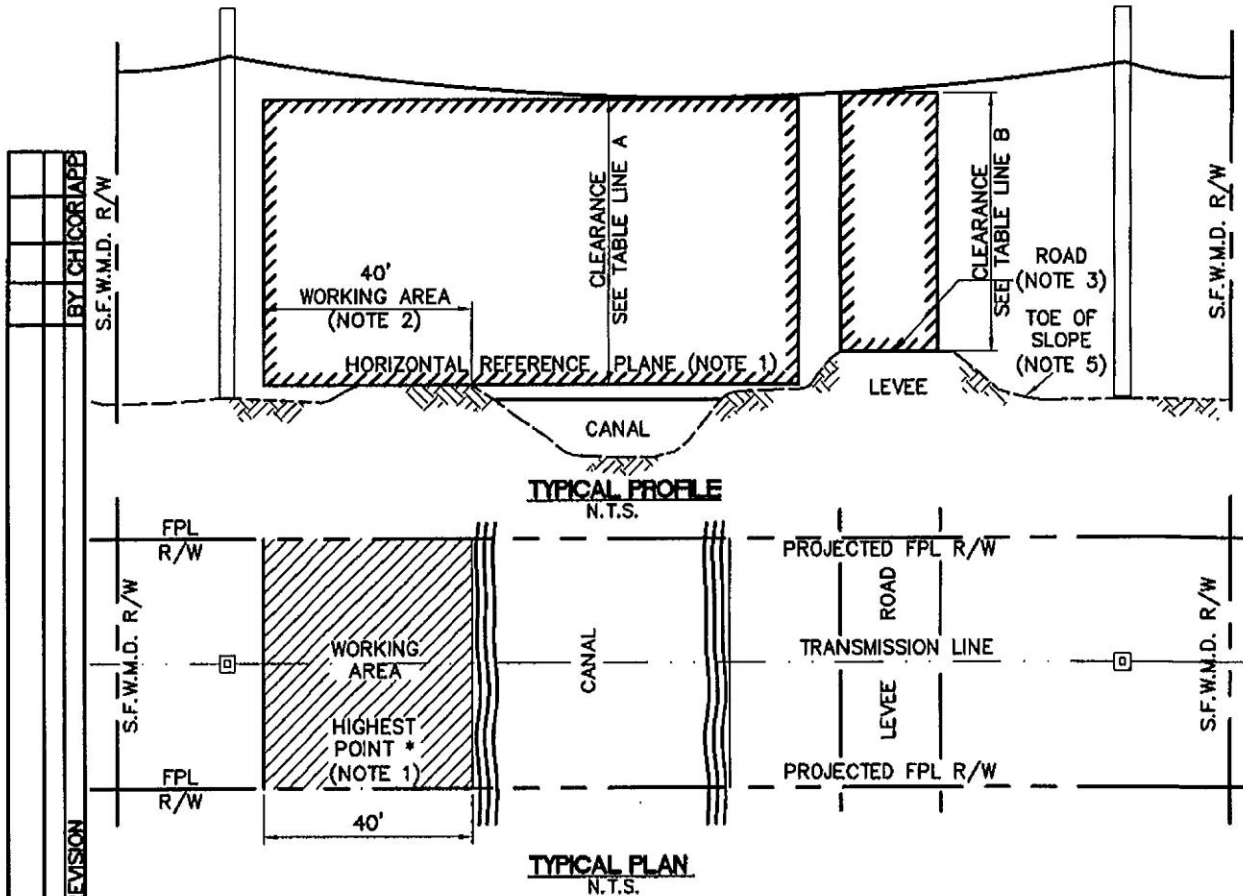 S.F.W.M.D. R/W
CLEARANCE
SEE TABLE LINE A
CLEARANCE
SEE TABLE LINE B
S.F.W.M.D. R/W
40'
WORKING AREA
(NOTE 2)
ROAD
(NOTE 3)
TOE OF
SLOPE
(NOTE 5)
HORIZONTAL REFERENCE PLANE (NOTE 1)
LEVEE
CANAL
TYPICAL PROFILE
N.T.S.
BY CH COR APP
EVISION
FPL
R/W
PROJECTED FPL R/W
S.F.W.M.D. R/W
WORKING
AREA
CANAL
LEVEE ROAD
TRANSMISSION LINE
S.F.W.M.D. R/W
HIGHEST
POINT *
(NOTE 1)
FPL
R/W
PROJECTED FPL R/W
40'
TYPICAL PLAN
N.T.S.